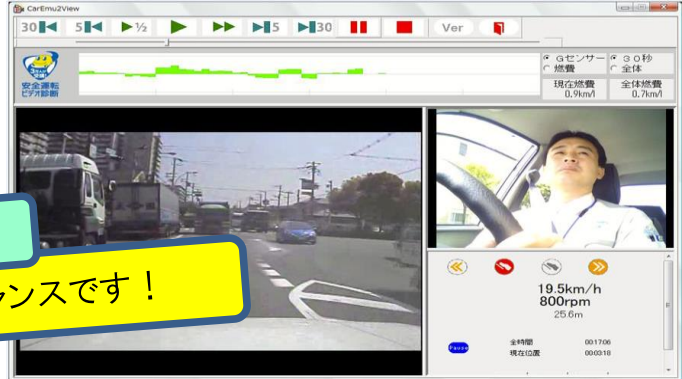 CarEmu2View
30 5 ½ 5 30 Ver
安全運転
ビデオ診断
Gセンサー 30秒
燃費 全体
現在燃費 全体燃費
0.9km/l 0.7km/l
ャンスです！
19.5km/h
800rpm
25.6m
Pause
全時間 00:17:06
現在位置 00:03:18